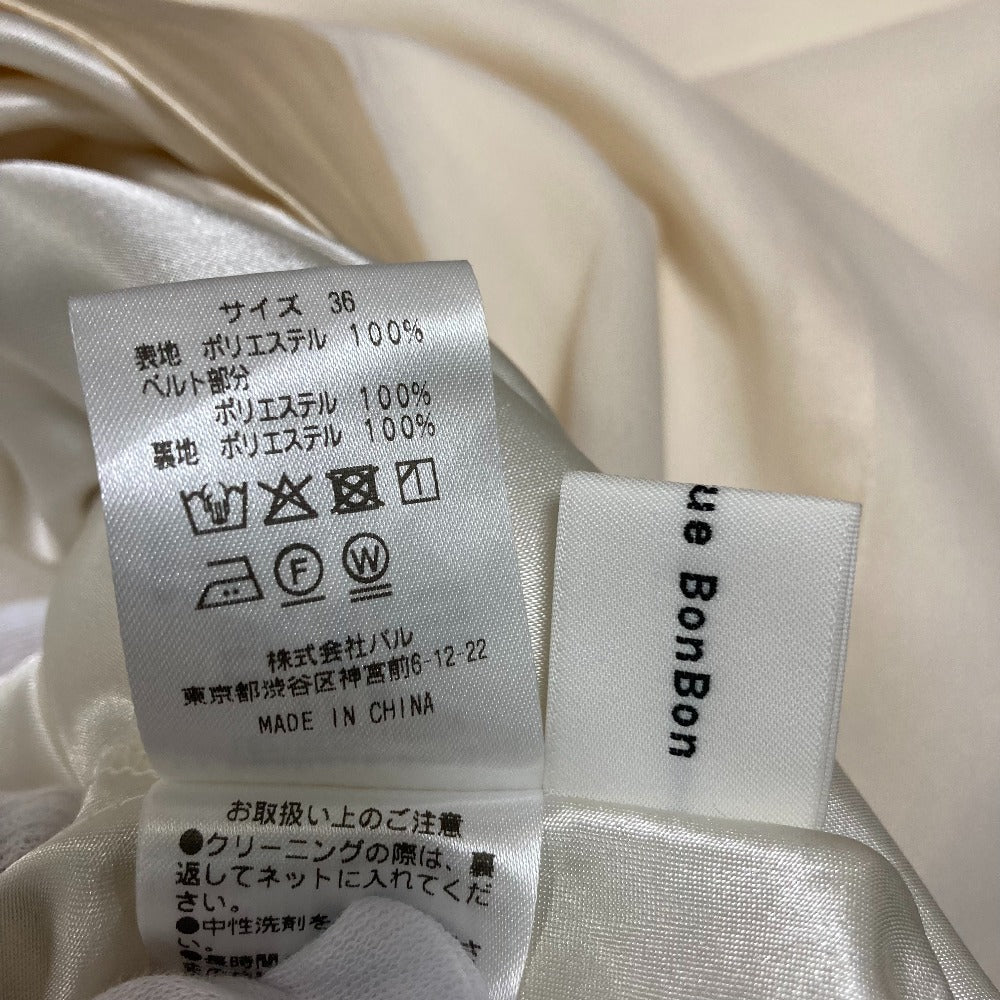 サイズ 36
表地 ポリエステル 100%
ベルト部分
ポリエステル 100%
裏地 ポリエステル 100%
F W
株式会社パル
東京都渋谷区神宮前6-12-22
MADE IN CHINA
お取扱い上のご注意
●クリーニングの際は、裏
返してネットに入れてくだ
さい。
●中性洗剤を
い。
●長時間
ue BonBon